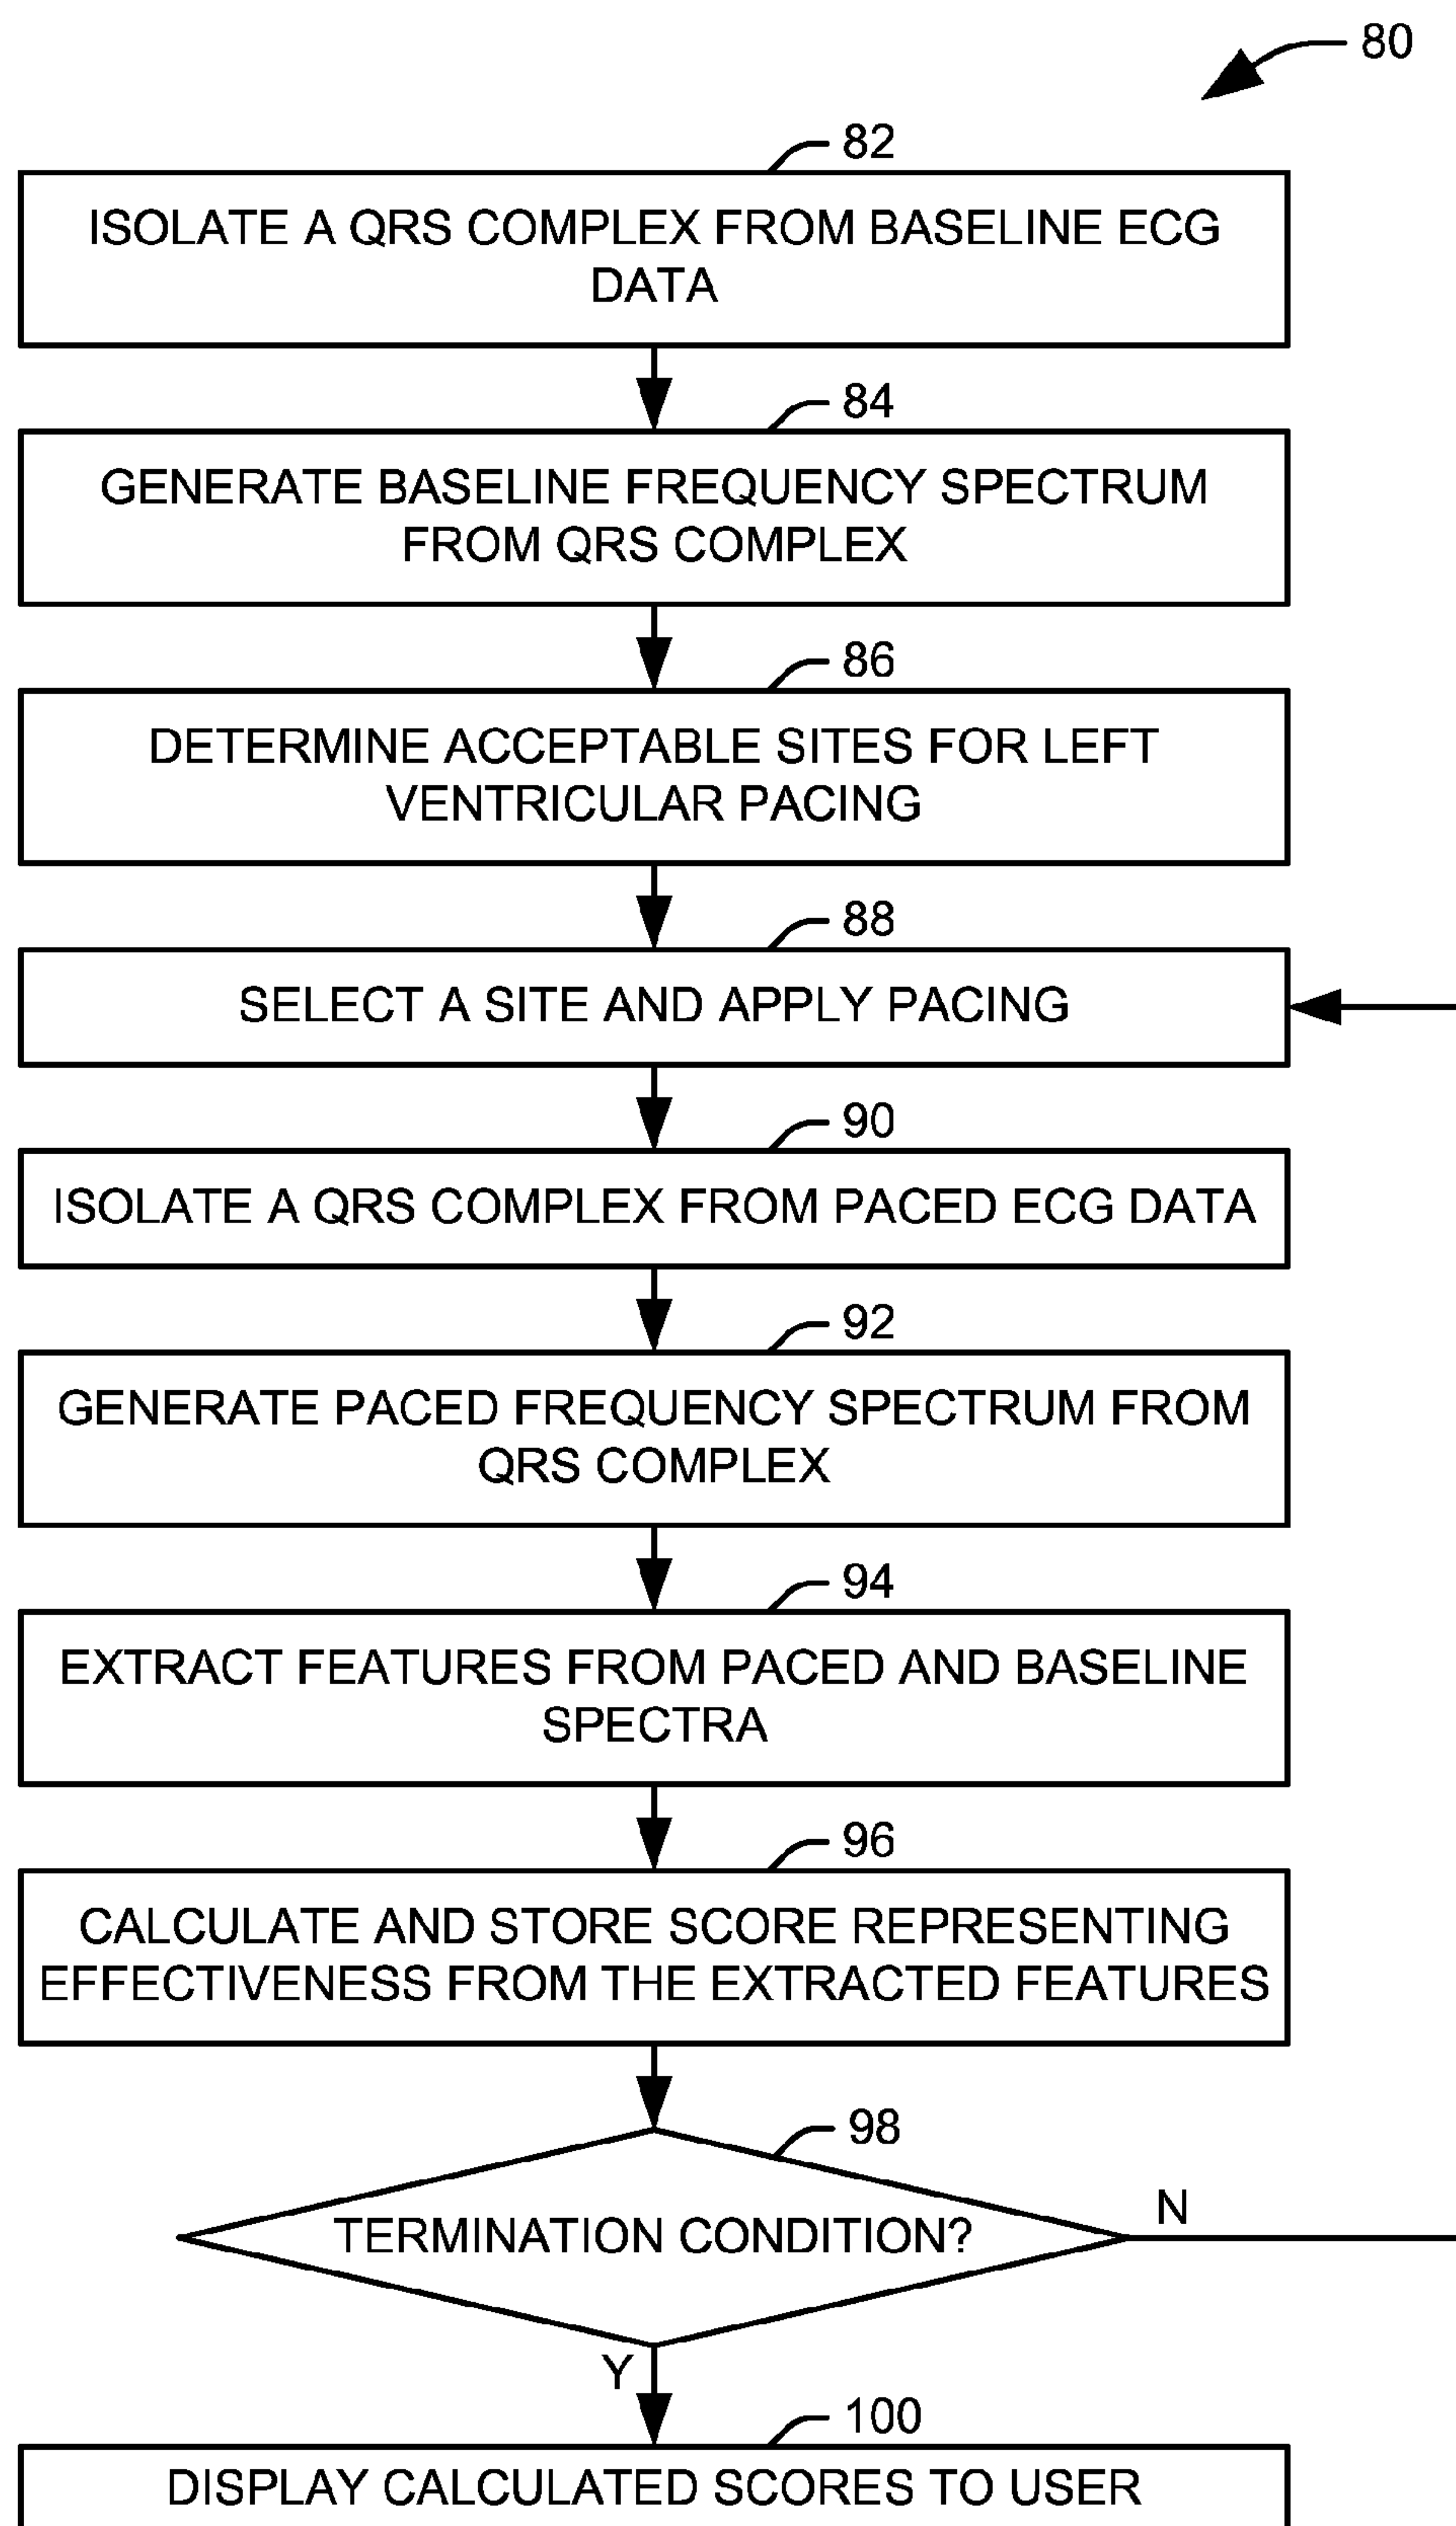 80
82
ISOLATE A QRS COMPLEX FROM BASELINE ECG
DATA
84
GENERATE BASELINE FREQUENCY SPECTRUM
FROM QRS COMPLEX
86
DETERMINE ACCEPTABLE SITES FOR LEFT
VENTRICULAR PACING
88
SELECT A SITE AND APPLY PACING
90
ISOLATE A QRS COMPLEX FROM PACED ECG DATA
92
GENERATE PACED FREQUENCY SPECTRUM FROM
QRS COMPLEX
94
EXTRACT FEATURES FROM PACED AND BASELINE
SPECTRA
96
CALCULATE AND STORE SCORE REPRESENTING
EFFECTIVENESS FROM THE EXTRACTED FEATURES
98
TERMINATION CONDITION?
N
Y
100
DISPLAY CALCULATED SCORES TO USER